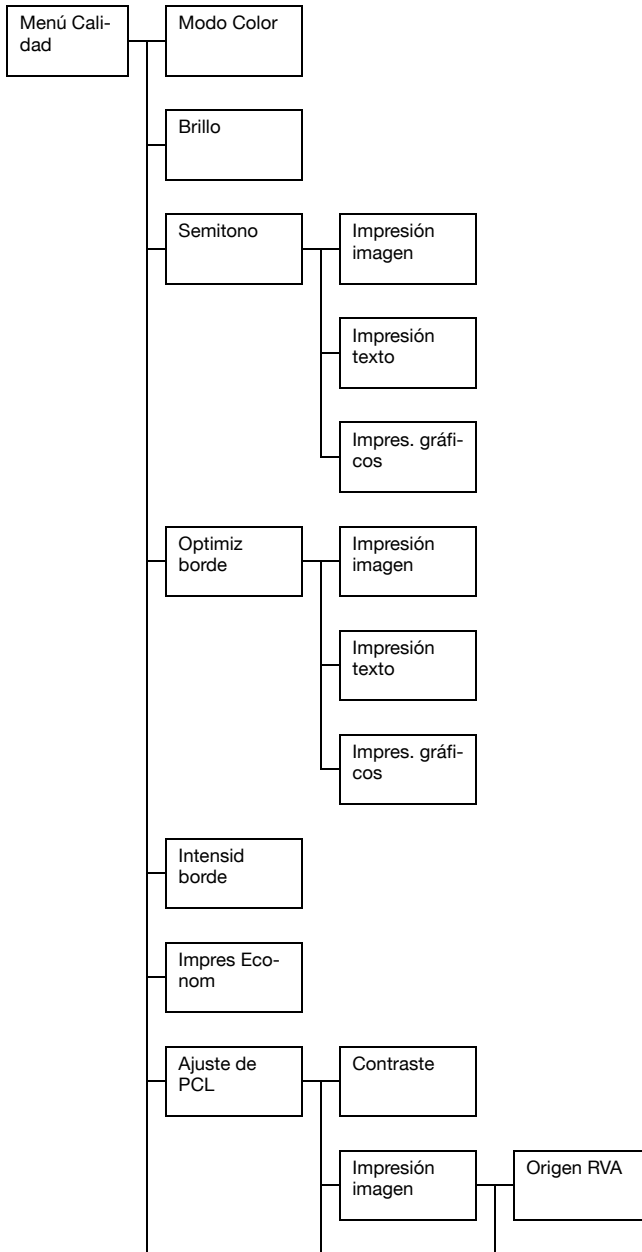 Menú Cali-
dad
Modo Color
Brillo
Semitono
Impresión
imagen
Impresión
texto
Impres. gráfi-
cos
Optimiz
borde
Impresión
imagen
Impresión
texto
Impres. gráfi-
cos
Intensid
borde
Impres Eco-
nom
Ajuste de
PCL
Contraste
Impresión
imagen
Origen RVA